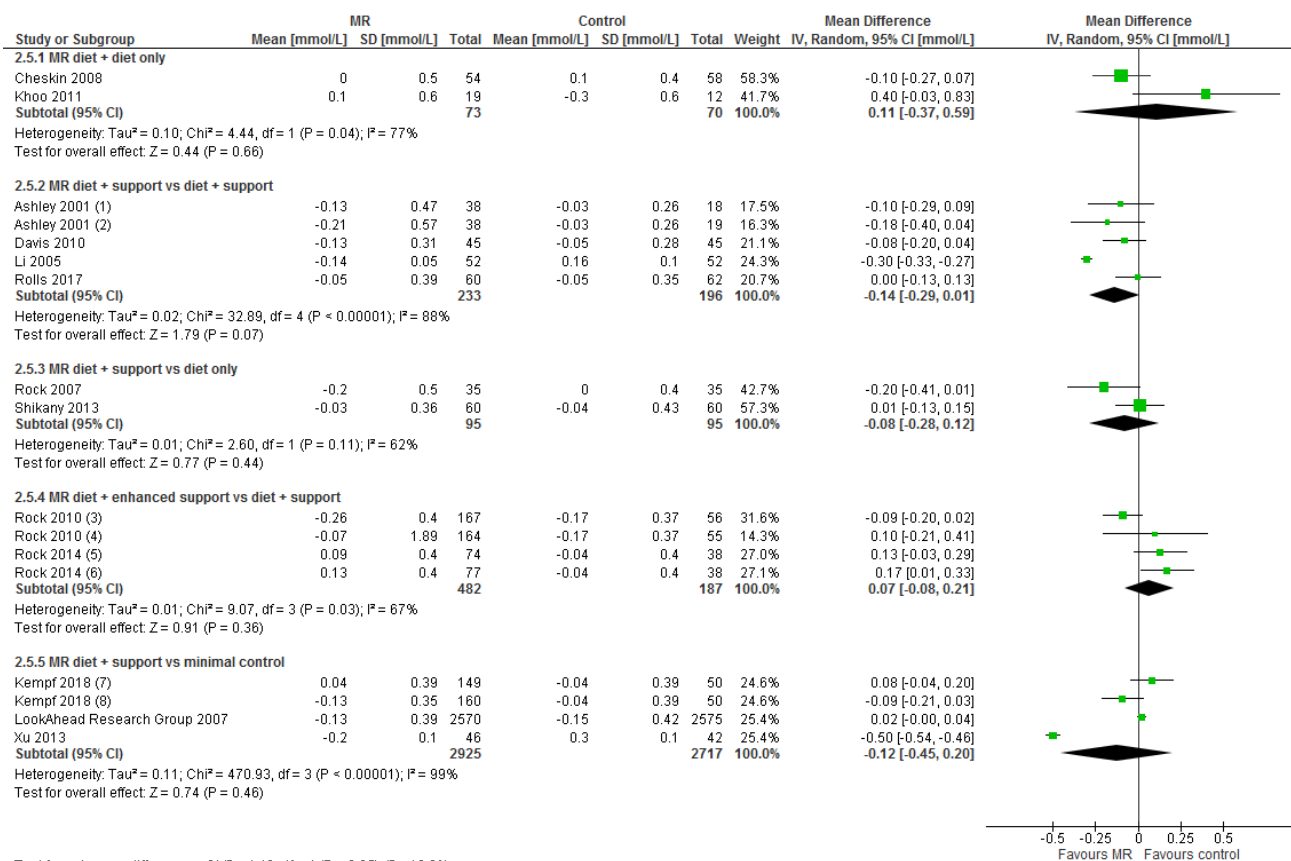 MR Control Mean Difference Mean Difference
Study or Subgroup Mean [mmol/L] SD [mmol/L] Total Mean [mmol/L] SD [mmol/L] Total Weight IV, Random, 95% CI [mmol/L] IV, Random, 95% CI [mmol/L]
2.5.1 MR diet + diet only
Cheskin 2008 0 0.5 54 0.1 0.4 58 58.3% -0.10 [-0.27, 0.07]
Khoo 2011 0.1 0.6 19 -0.3 0.6 12 41.7% 0.40 [-0.03, 0.83]
Subtotal (95% CI) 73 70 100.0% 0.11 [-0.37, 0.59]
Heterogeneity: Tau² = 0.10; Chi² = 4.44, df = 1 (P = 0.04); I² = 77%
Test for overall effect: Z = 0.44 (P = 0.66)
2.5.2 MR diet + support vs diet + support
Ashley 2001 (1) -0.13 0.47 38 -0.03 0.26 18 17.5% -0.10 [-0.29, 0.09]
Ashley 2001 (2) -0.21 0.57 38 -0.03 0.26 19 16.3% -0.18 [-0.40, 0.04]
Davis 2010 -0.13 0.31 45 -0.05 0.28 45 21.1% -0.08 [-0.20, 0.04]
Li 2005 -0.14 0.05 52 0.16 0.1 52 24.3% -0.30 [-0.33, -0.27]
Rolls 2017 -0.05 0.39 60 -0.05 0.35 62 20.7% 0.00 [-0.13, 0.13]
Subtotal (95% CI) 233 196 100.0% -0.14 [-0.29, 0.01]
Heterogeneity: Tau² = 0.02; Chi² = 32.89, df = 4 (P < 0.00001); I² = 88%
Test for overall effect: Z = 1.79 (P = 0.07)
2.5.3 MR diet + support vs diet only
Rock 2007 -0.2 0.5 35 0 0.4 35 42.7% -0.20 [-0.41, 0.01]
Shikany 2013 -0.03 0.36 60 -0.04 0.43 60 57.3% 0.01 [-0.13, 0.15]
Subtotal (95% CI) 95 95 100.0% -0.08 [-0.28, 0.12]
Heterogeneity: Tau² = 0.01; Chi² = 2.60, df = 1 (P = 0.11); I² = 62%
Test for overall effect: Z = 0.77 (P = 0.44)
2.5.4 MR diet + enhanced support vs diet + support
Rock 2010 (3) -0.26 0.4 167 -0.17 0.37 56 31.6% -0.09 [-0.20, 0.02]
Rock 2010 (4) -0.07 1.89 164 -0.17 0.37 55 14.3% 0.10 [-0.21, 0.41]
Rock 2014 (5) 0.09 0.4 74 -0.04 0.4 38 27.0% 0.13 [-0.03, 0.29]
Rock 2014 (6) 0.13 0.4 77 -0.04 0.4 38 27.1% 0.17 [0.01, 0.33]
Subtotal (95% CI) 482 187 100.0% 0.07 [-0.08, 0.21]
Heterogeneity: Tau² = 0.01; Chi² = 9.07, df = 3 (P = 0.03); I² = 67%
Test for overall effect: Z = 0.91 (P = 0.36)
2.5.5 MR diet + support vs minimal control
Kempf 2018 (7) 0.04 0.39 149 -0.04 0.39 50 24.6% 0.08 [-0.04, 0.20]
Kempf 2018 (8) -0.13 0.35 160 -0.04 0.39 50 24.6% -0.09 [-0.21, 0.03]
LookAhead Research Group 2007 -0.13 0.39 2570 -0.15 0.42 2575 25.4% 0.02 [-0.00, 0.04]
Xu 2013 -0.2 0.1 46 0.3 0.1 42 25.4% -0.50 [-0.54, -0.46]
Subtotal (95% CI) 2925 2717 100.0% -0.12 [-0.45, 0.20]
Heterogeneity: Tau² = 0.11; Chi² = 470.93, df = 3 (P < 0.00001); I² = 99%
Test for overall effect: Z = 0.74 (P = 0.46)
-0.5 -0.25 0 0.25 0.5
Favours MR Favours control